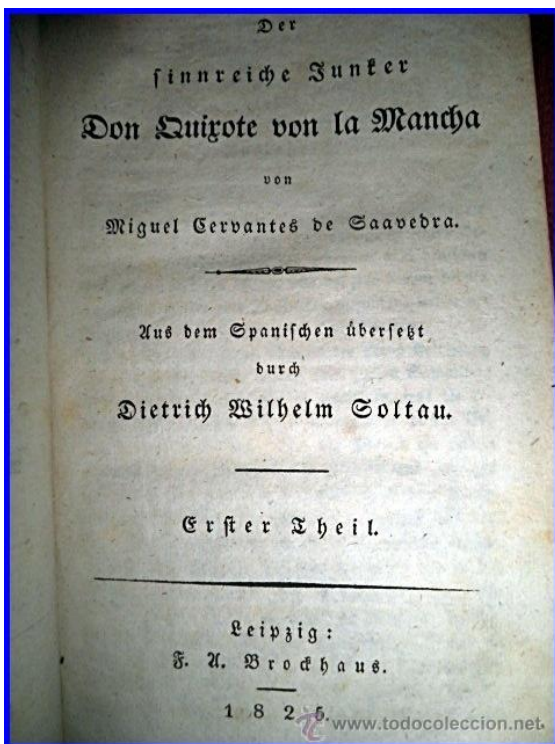 Der
sinnreiche Junker
Don Quixote von la Mancha
von
Miguel Cervantes de Saavedra.
Aus dem Spanischen übersetzt
durch
Dietrich Wilhelm Soltau.
Erster Theil.
Leipzig:
F. A. Brockhaus.
1825.
www.todocoleccion.net